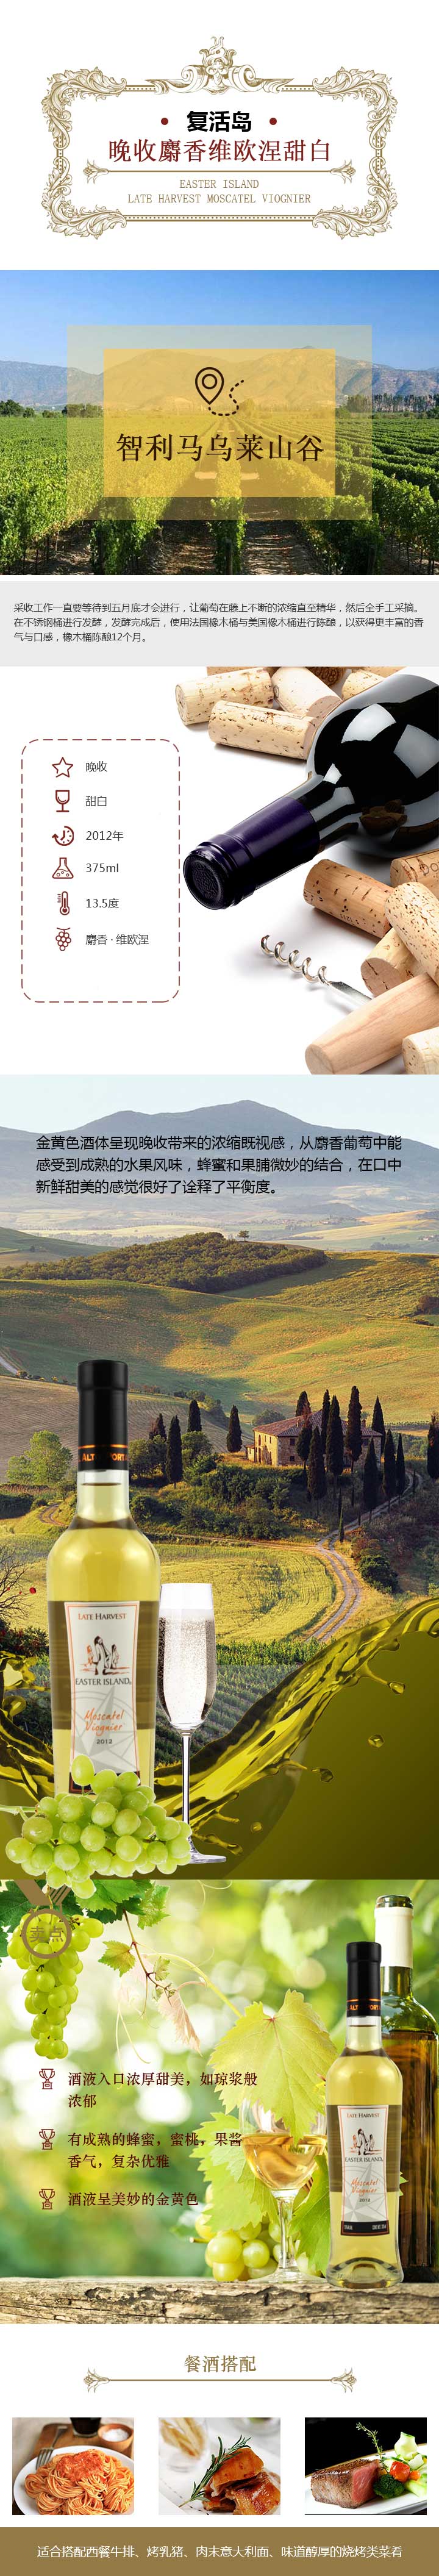 复活岛
晚收麝香维欧涅甜白
EASTER ISLAND
LATE HARVEST MOSCATEL VIOGNIER
智利马乌莱山谷
采收工作一直要等待到五月底才会进行，让葡萄在藤上不断的浓缩直至精华，然后全手工采摘。
在不锈钢桶进行发酵，发酵完成后，使用法国橡木桶与美国橡木桶进行陈酿，以获得更丰富的香
气与口感，橡木桶陈酿12个月。
晚收
甜白
2012年
375ml
13.5度
麝香·维欧涅
金黄色酒体呈现晚收带来的浓缩既视感，从麝香葡萄中能
感受到成熟的水果风味，蜂蜜和果脯微妙的结合，在口中
新鲜甜美的感觉很好了诠释了平衡度。
LATE HARVEST
EASTER ISLAND
Moscatel
Viognier
2012
卖点
酒液入口浓厚甜美，如琼浆般
浓郁
有成熟的蜂蜜，蜜桃，果酱
香气，复杂优雅
酒液呈美妙的金黄色
LATE HARVEST
EASTER ISLAND
Moscatel
Viognier
2012
餐酒搭配
适合搭配西餐牛排、烤乳猪、肉末意大利面、味道醇厚的烧烤类菜肴